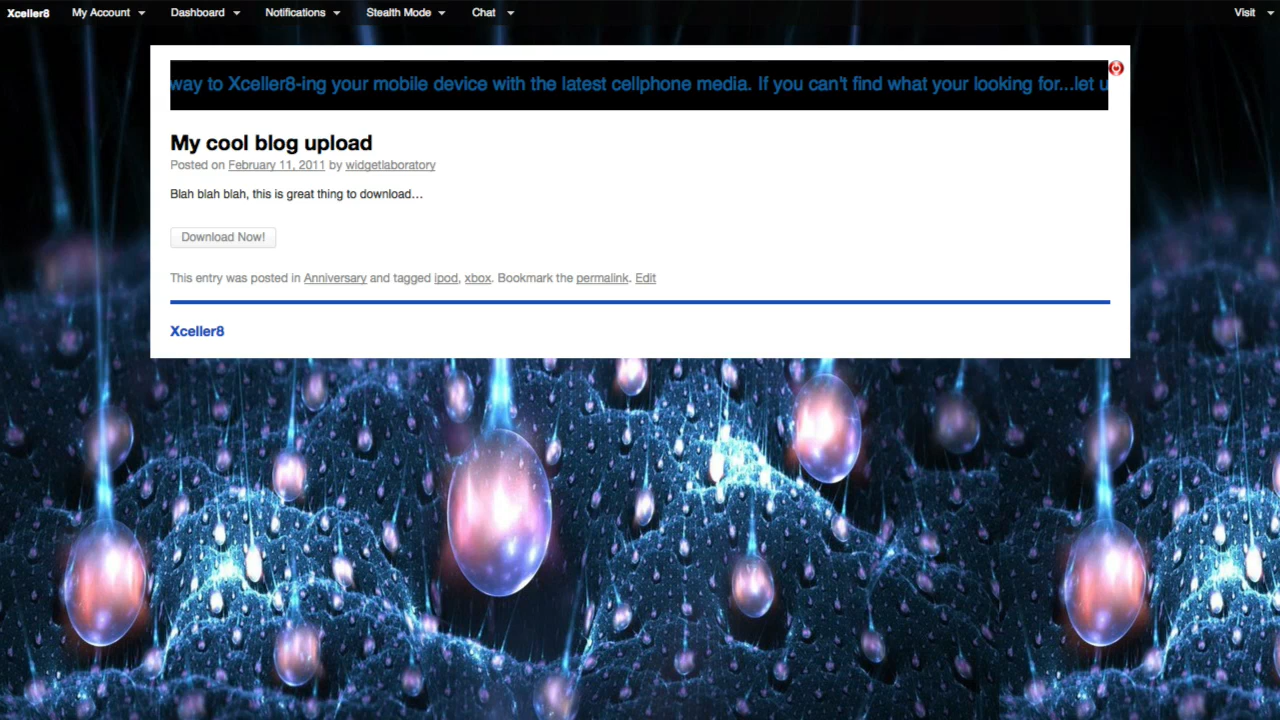 Xceller8 My Account Dashboard Notifications Stealth Mode Chat Visit
way to Xceller8-ing your mobile device with the latest cellphone media. If you can't find what your looking for...let u
My cool blog upload
Posted on February 11, 2011 by widgetlaboratory
Blah blah blah, this is great thing to download…
Download Now!
This entry was posted in Anniversary and tagged ipod, xbox. Bookmark the permalink. Edit
Xceller8